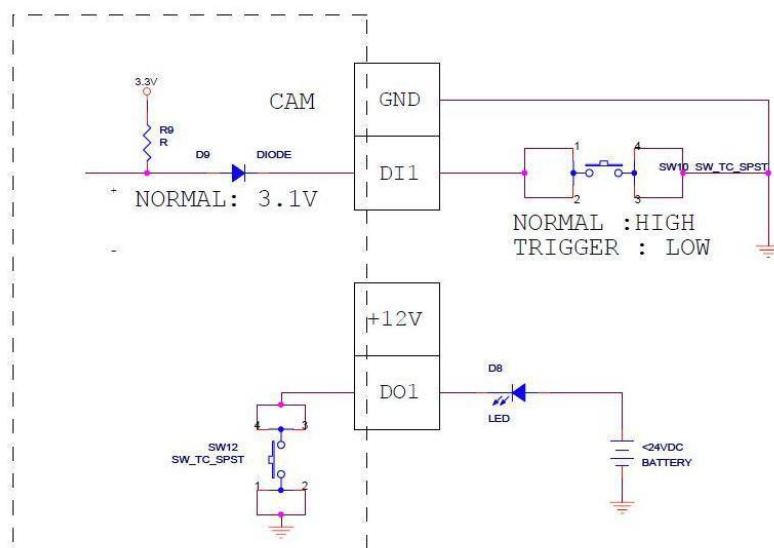 3.3V
R9
R
CAM
GND
D9
DIODE
DI1
NORMAL: 3.1V
+
-
1
4
SW10
SW_TC_SPST
2
3
NORMAL :HIGH
TRIGGER : LOW
+12V
DO1
D8
LED
4
3
SW12
SW_TC_SPST
1
2
<24VDC
BATTERY